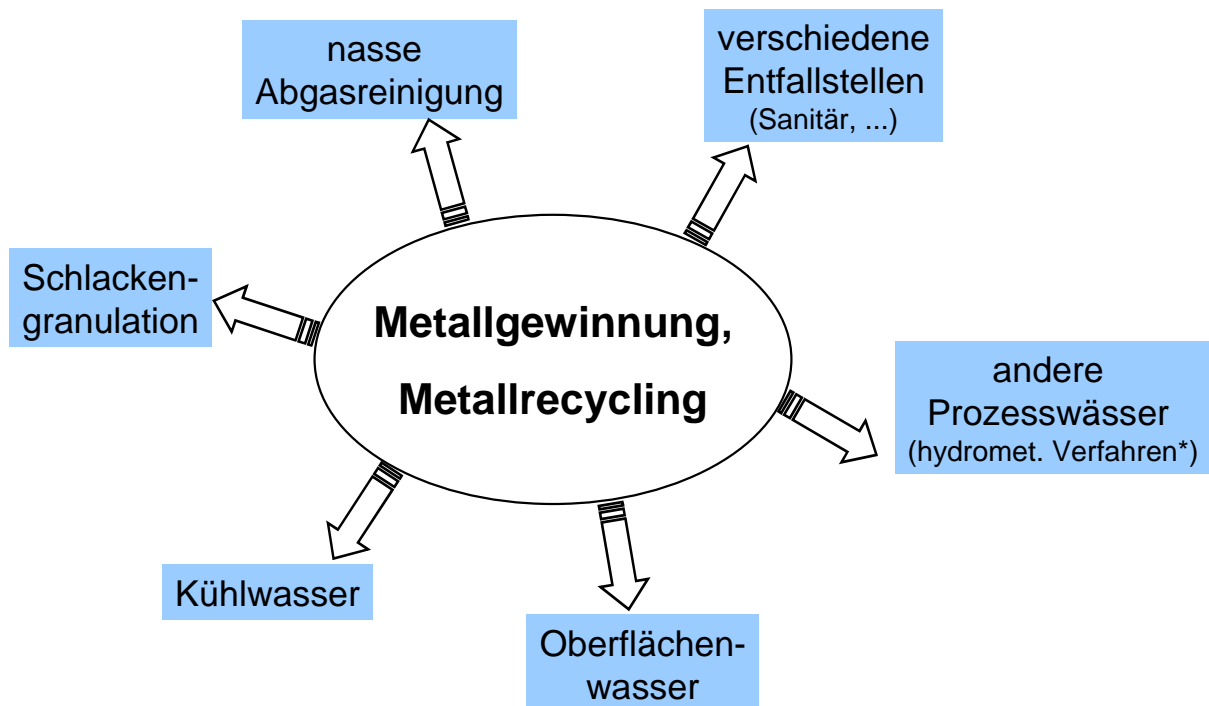 nasse
Abgasreinigung
verschiedene
Entfallstellen
(Sanitär, ...)
Schlacken-
granulation
Metallgewinnung,
Metallrecycling
andere
Prozesswässer
(hydromet. Verfahren*)
Kühlwasser
Oberflächen-
wasser